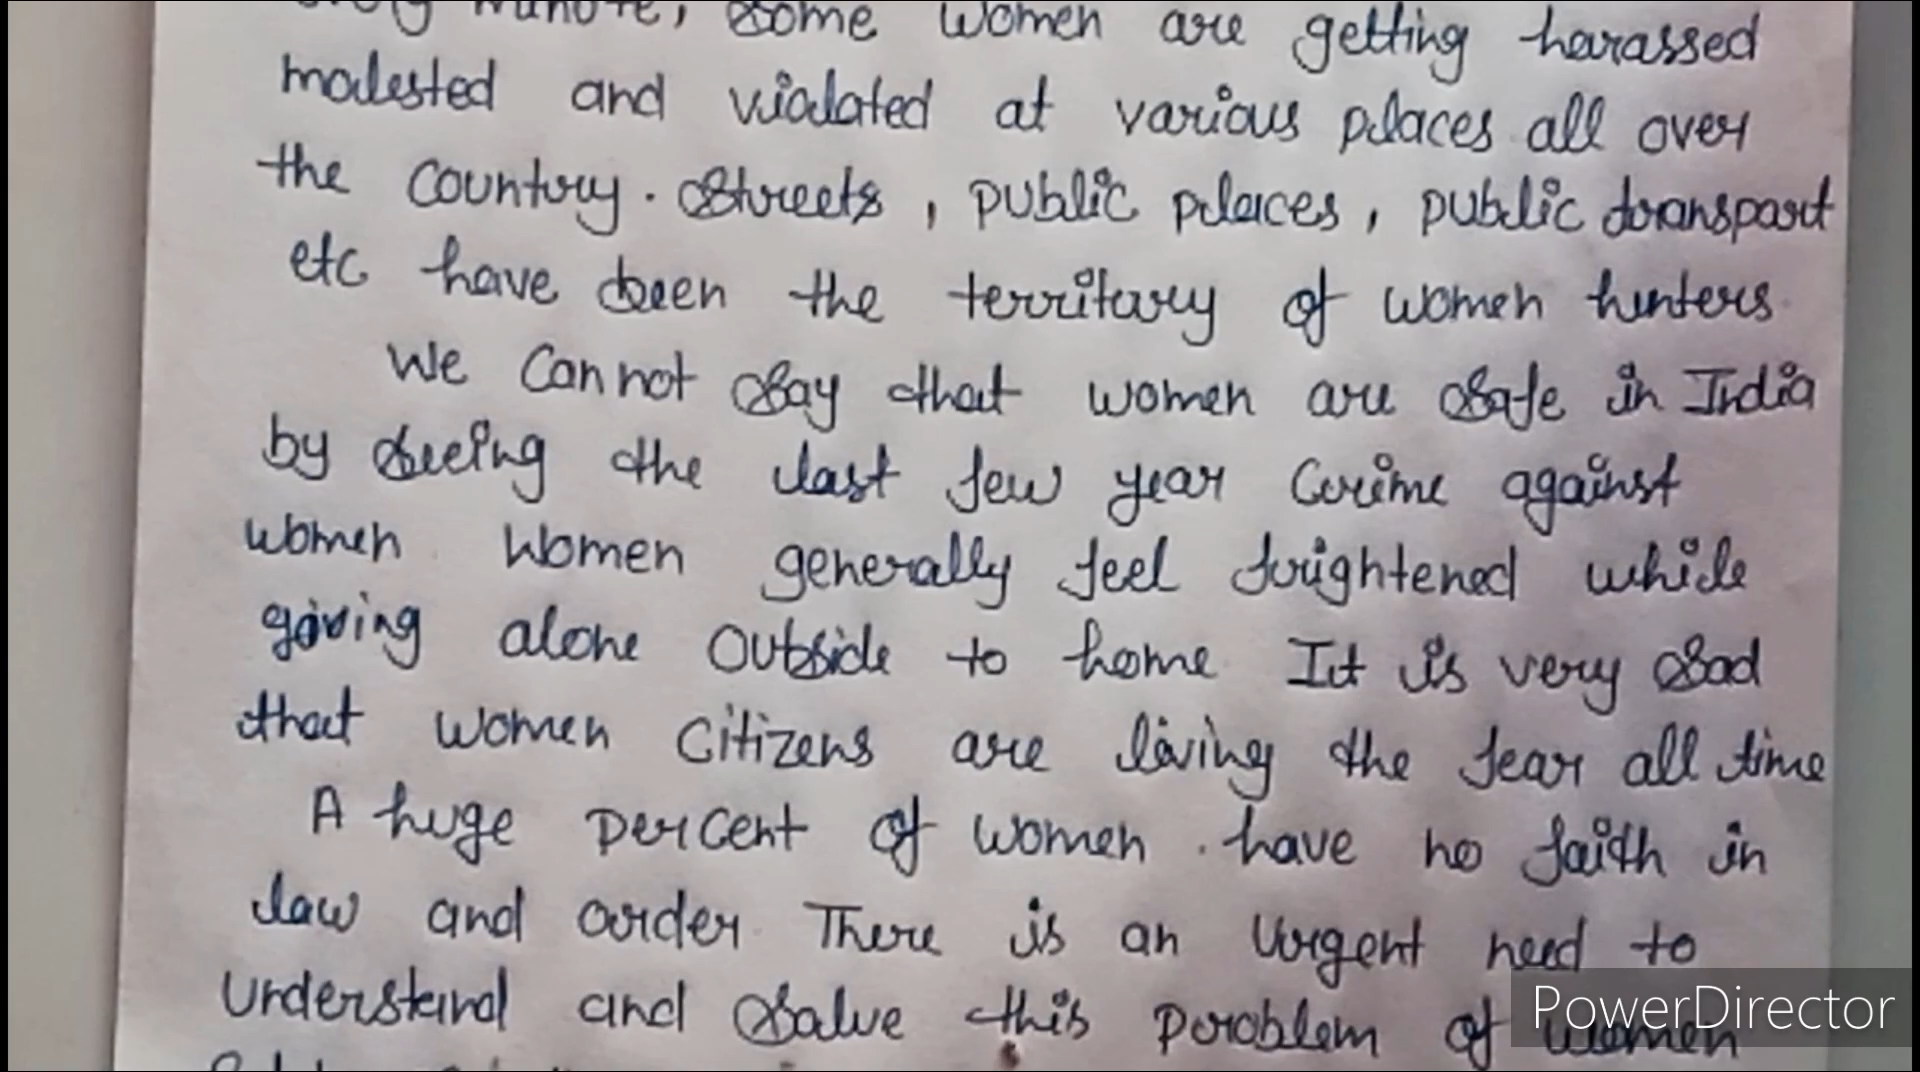 minute, some women are getting harassed
molested and violated at various places all over
the country. Streets, public places, public transport
etc have been the territory of women hunters
We cannot say that women are safe in India
by seeing the last few year crime against
women women generally feel frightened while
going alone outside to home It is very sad
that women citizens are living the fear all time
A huge percent of women have no faith in
law and order There is an urgent need to
understand and solve this problem of women
PowerDirector